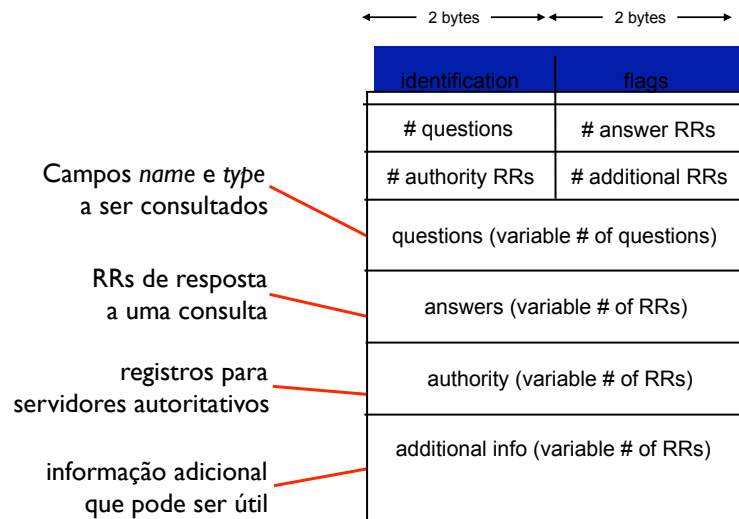 2 bytes 2 bytes
identification flags
# questions # answer RRs
# authority RRs # additional RRs
Campos name e type
a ser consultados
questions (variable # of questions)
RRs de resposta
a uma consulta
answers (variable # of RRs)
registros para
servidores autoritativos
authority (variable # of RRs)
additional info (variable # of RRs)
informação adicional
que pode ser útil